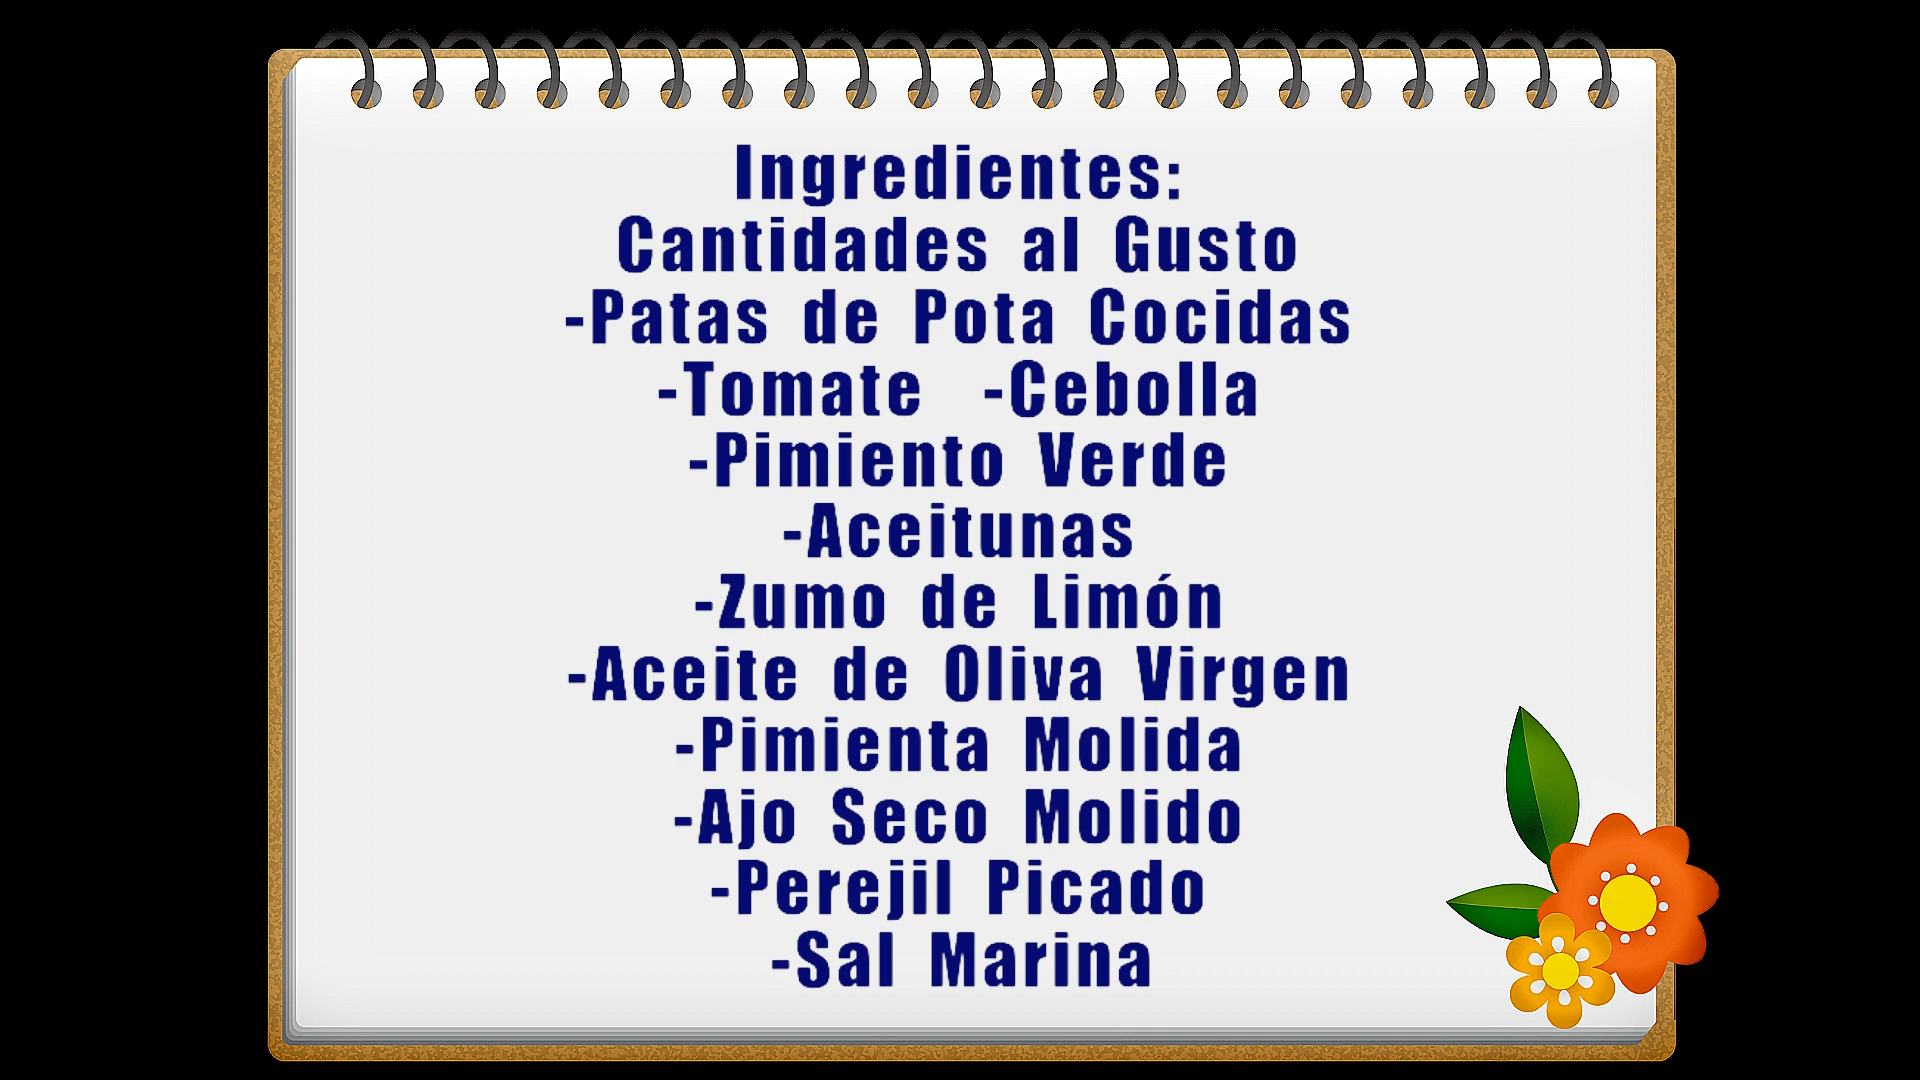 Ingredientes:
Cantidades al Gusto
-Patas de Pota Cocidas
-Tomate -Cebolla
-Pimiento Verde
-Aceitunas
-Zumo de Limón
-Aceite de Oliva Virgen
-Pimienta Molida
-Ajo Seco Molido
-Perejil Picado
-Sal Marina